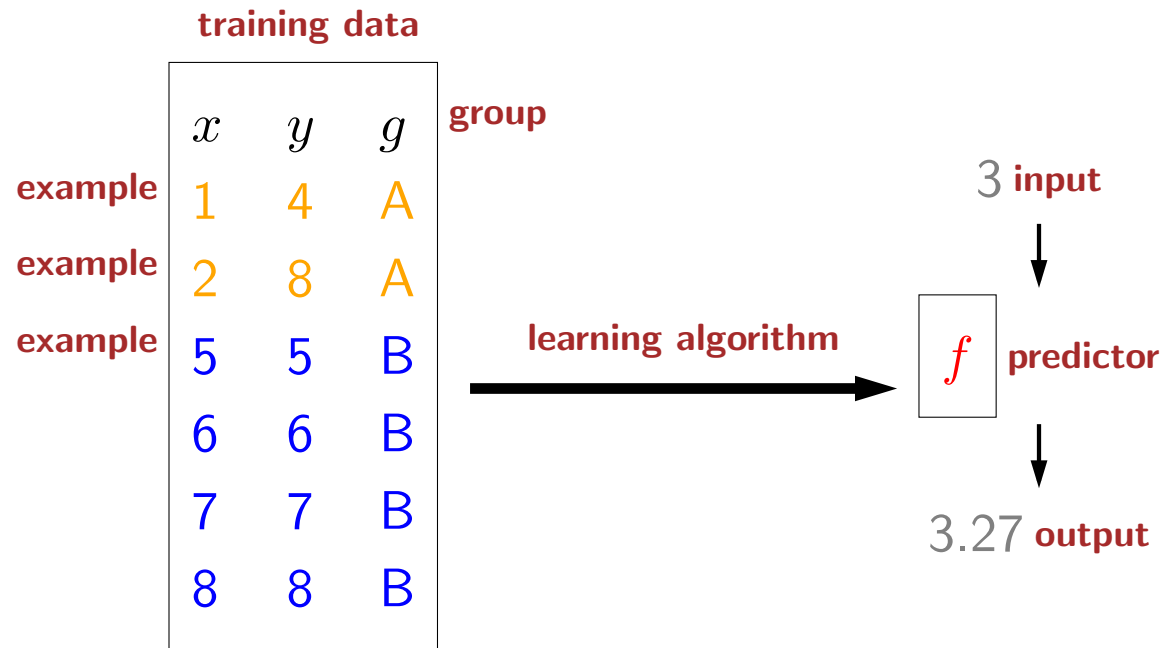 training data
x y g group
example 1 4 A
example 2 8 A
example 5 5 B
6 6 B
7 7 B
8 8 B
learning algorithm
3 input
f predictor
3.27 output